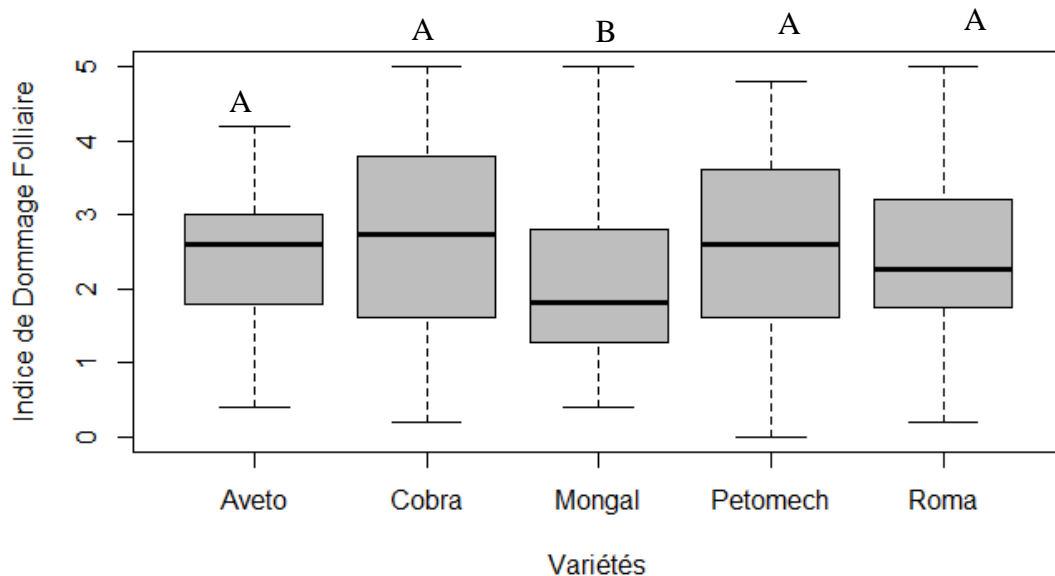 A
B
A
A
A
Indice de Dommage Folliaire
5
4
3
2
1
0
Aveto
Cobra
Mongal
Petomech
Roma
Variétés